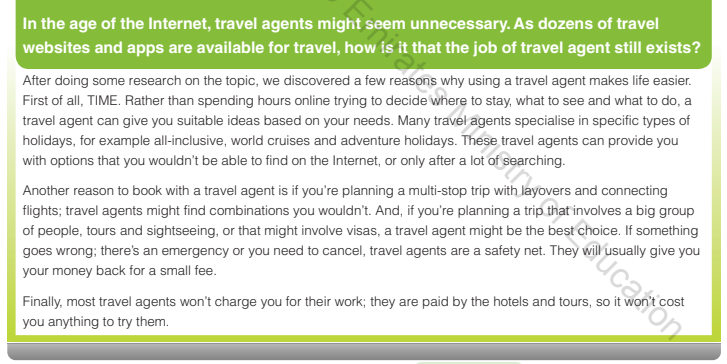 In the age of the Internet, travel agents might seem unnecessary. As dozens of travel
websites and apps are available for travel, how is it that the job of travel agent still exists?
After doing some research on the topic, we discovered a few reasons why using a travel agent makes life easier.
First of all, TIME. Rather than spending hours online trying to decide where to stay, what to see and what to do, a
travel agent can give you suitable ideas based on your needs. Many travel agents specialise in specific types of
holidays, for example all-inclusive, world cruises and adventure holidays. These travel agents can provide you
with options that you wouldn't be able to find on the Internet, or only after a lot of searching.
Another reason to book with a travel agent is if you're planning a multi-stop trip with layovers and connecting
flights; travel agents might find combinations you wouldn't. And, if you're planning a trip that involves a big group
of people, tours and sightseeing, or that might involve visas, a travel agent might be the best choice. If something
goes wrong; there's an emergency or you need to cancel, travel agents are a safety net. They will usually give you
your money back for a small fee.
Finally, most travel agents won't charge you for their work; they are paid by the hotels and tours, so it won't cost
you anything to try them.
Emirates Ministry of Education